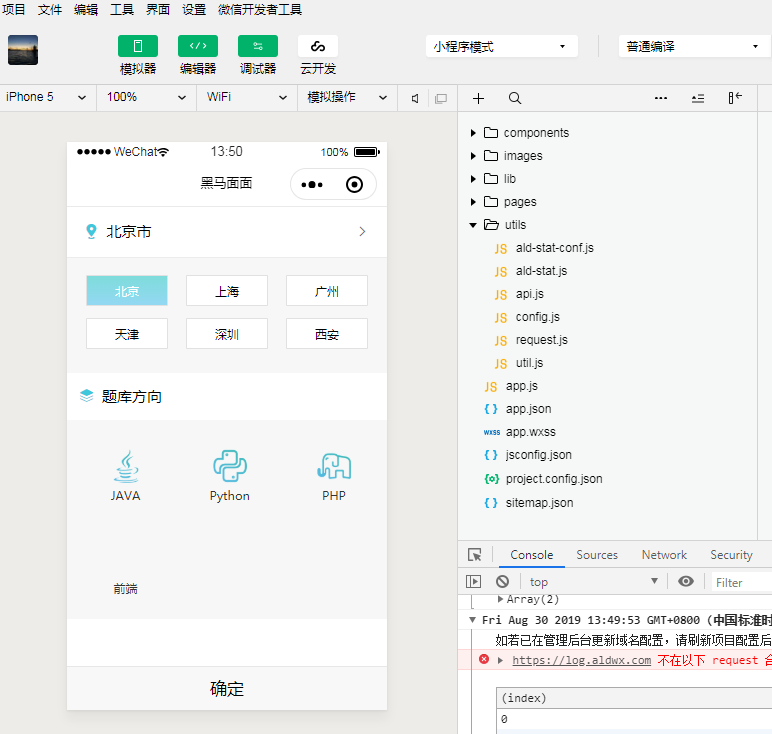 项目 文件 编辑 工具 界面 设置 微信开发者工具
模拟器 编辑器 调试器 云开发
小程序模式
普通编译
iPhone 5 100% WiFi 模拟操作
WeChat 13:50 100%
黑马面面
北京市
北京 上海 广州
天津 深圳 西安
题库方向
JAVA Python PHP
前端
确定
components
images
lib
pages
utils
JS ald-stat-conf.js
JS ald-stat.js
JS api.js
JS config.js
JS request.js
JS util.js
JS app.js
{ } app.json
wxss app.wxss
{ } jsconfig.json
{o} project.config.json
{ } sitemap.json
Console Sources Network Security
top Filter
Array(2)
Fri Aug 30 2019 13:49:53 GMT+0800 (中国标准时
如若已在管理后台更新域名配置，请刷新项目配置后
https://log.aldwx.com 不在以下 request 合
(index)
0